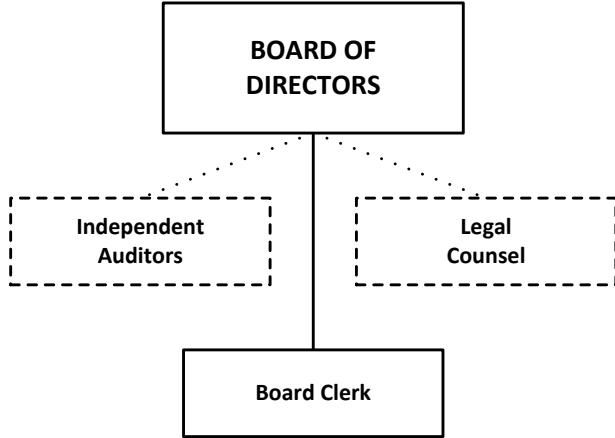 BOARD OF
DIRECTORS
Independent
Auditors
Legal
Counsel
Board Clerk